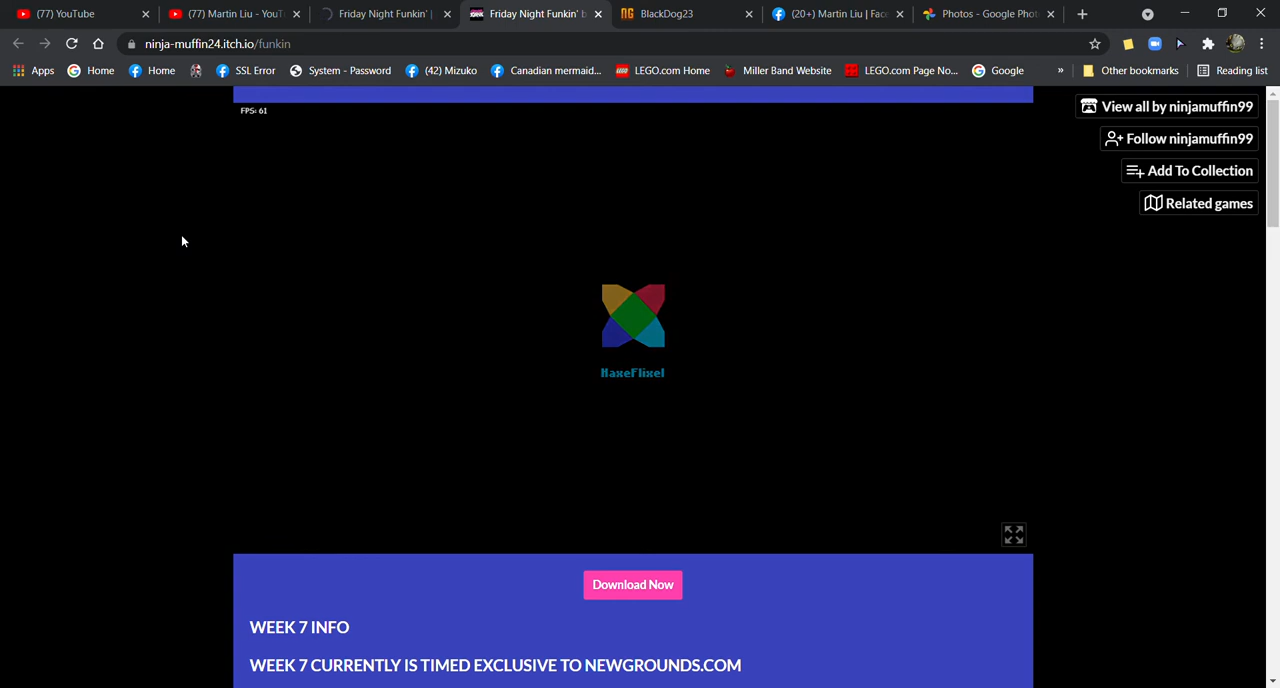 (77) YouTube
(77) Martin Liu - YouT
Friday Night Funkin' |
Friday Night Funkin' b
BlackDog23
(20+) Martin Liu | Fac
Photos - Google Phot
ninja-muffin24.itch.io/funkin
Apps
Home
Home
SSL Error
System - Password
(42) Mizuko
Canadian mermaid...
LEGO.com Home
Miller Band Website
LEGO.com Page No...
Google
»
Other bookmarks
Reading list
FPS: 61
View all by ninjamuffin99
Follow ninjamuffin99
Add To Collection
Related games
HaxeFlixel
Download Now
WEEK 7 INFO
WEEK 7 CURRENTLY IS TIMED EXCLUSIVE TO NEWGROUNDS.COM